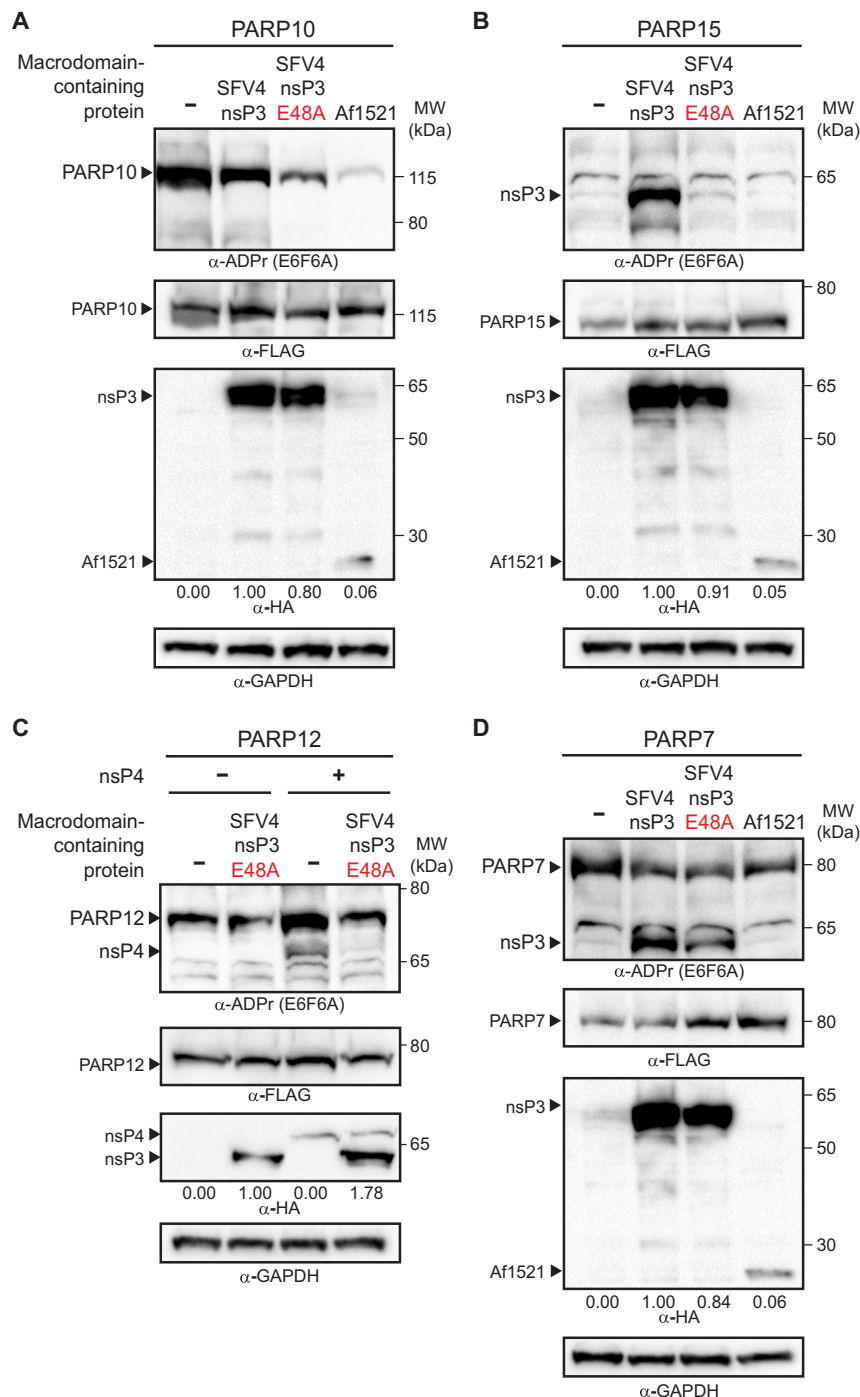 A
PARP10
Macrodomain-
containing
protein
–
SFV4
nsP3
SFV4
nsP3
E48A
Af1521
MW
(kDa)
PARP10
115
80
α-ADPr (E6F6A)
PARP10
115
α-FLAG
nsP3
65
50
30
Af1521
0.00 1.00 0.80 0.06
α-HA
α-GAPDH
B
PARP15
–
SFV4
nsP3
SFV4
nsP3
E48A
Af1521
MW
(kDa)
65
nsP3
α-ADPr (E6F6A)
80
PARP15
α-FLAG
nsP3
65
50
30
Af1521
0.00 1.00 0.91 0.05
α-HA
α-GAPDH
C
PARP12
nsP4 – +
Macrodomain-
containing
protein
–
SFV4
nsP3
E48A
–
SFV4
nsP3
E48A
MW
(kDa)
80
PARP12
nsP4
65
α-ADPr (E6F6A)
80
PARP12
α-FLAG
nsP4
65
nsP3
0.00 1.00 0.00 1.78
α-HA
α-GAPDH
D
PARP7
–
SFV4
nsP3
SFV4
nsP3
E48A
Af1521
MW
(kDa)
PARP7
80
65
nsP3
α-ADPr (E6F6A)
PARP7
80
α-FLAG
nsP3
65
50
30
Af1521
0.00 1.00 0.84 0.06
α-HA
α-GAPDH